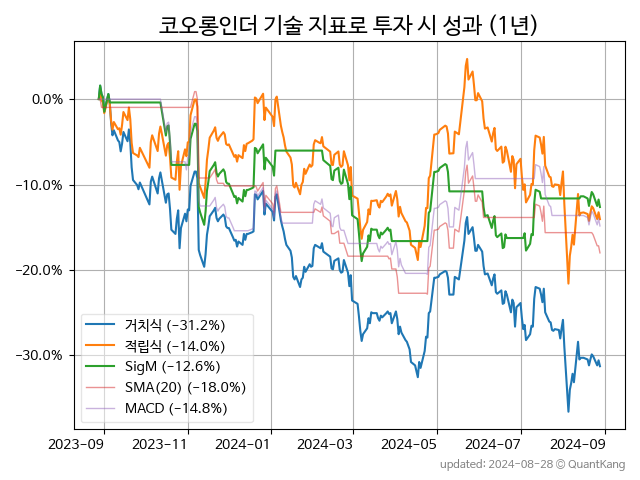 코오롱인더 기술 지표로 투자 시 성과 (1년)
0.0%
−10.0%
−20.0%
−30.0%
거치식 (−31.2%)
적립식 (−14.0%)
SigM (−12.6%)
SMA(20) (−18.0%)
MACD (−14.8%)
2023-09 2023-11 2024-01 2024-03 2024-05 2024-07 2024-09
updated: 2024-08-28 © QuantKang